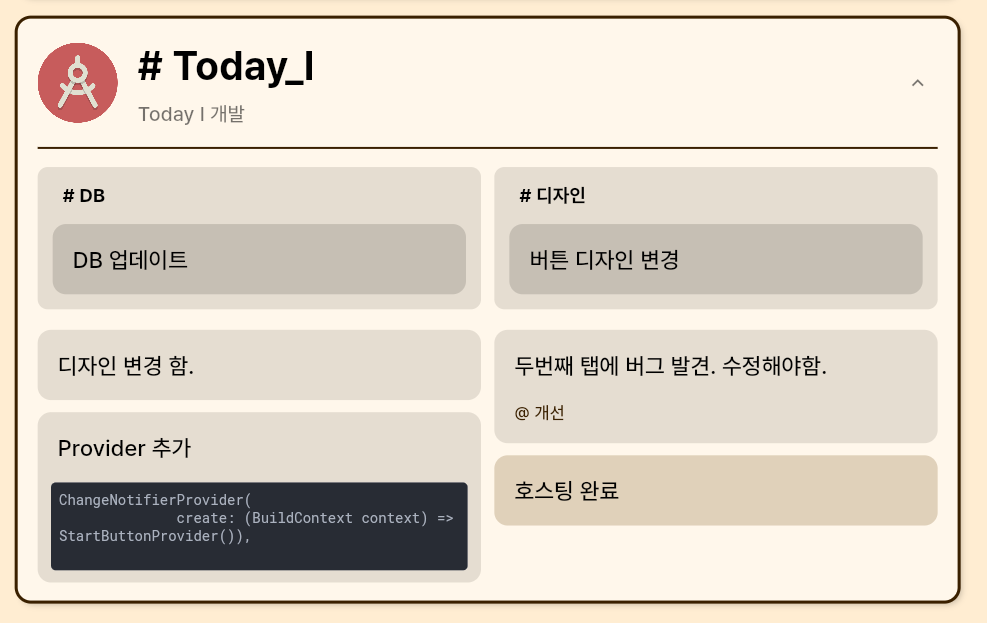 # Today_I
Today I 개발
# DB
DB 업데이트
# 디자인
버튼 디자인 변경
디자인 변경 함.
Provider 추가
ChangeNotifierProvider(
create: (BuildContext context) =>
StartButtonProvider()),
두번째 탭에 버그 발견. 수정해야함.
@ 개선
호스팅 완료